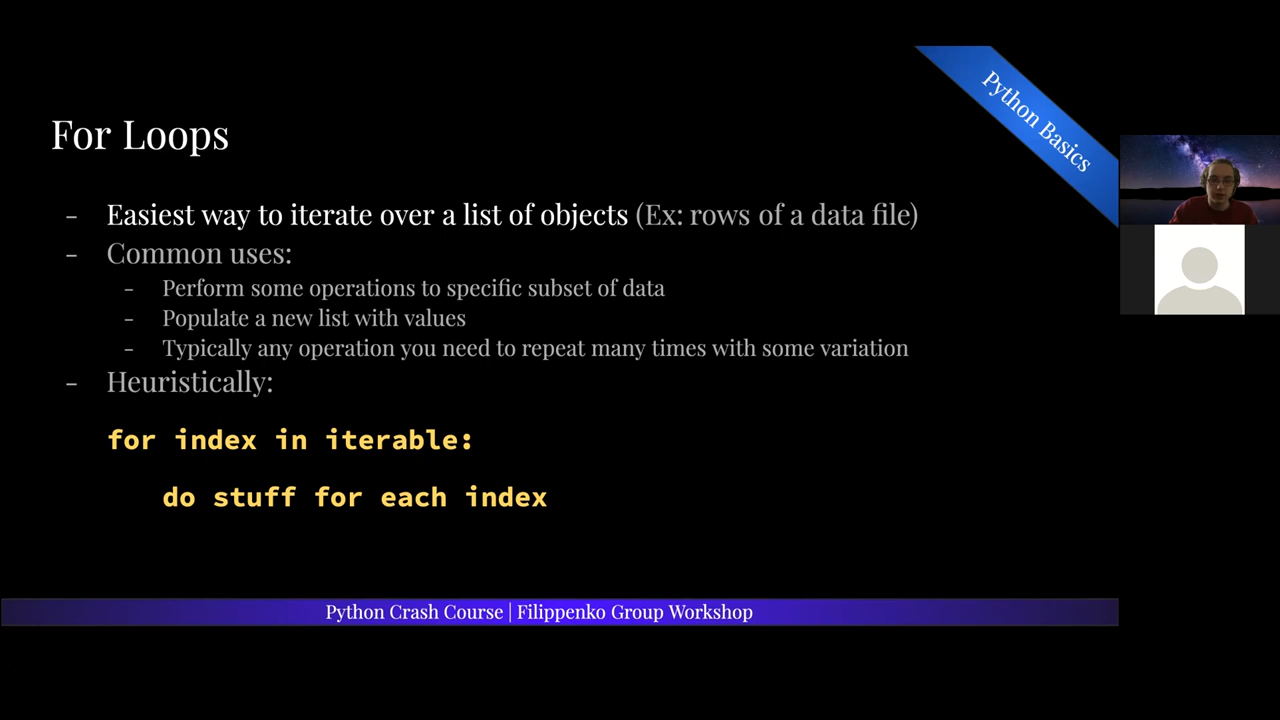 Python Basics
For Loops
- Easiest way to iterate over a list of objects (Ex: rows of a data file)
- Common uses:
- Perform some operations to specific subset of data
- Populate a new list with values
- Typically any operation you need to repeat many times with some variation
- Heuristically:
for index in iterable:
do stuff for each index
Python Crash Course | Filippenko Group Workshop